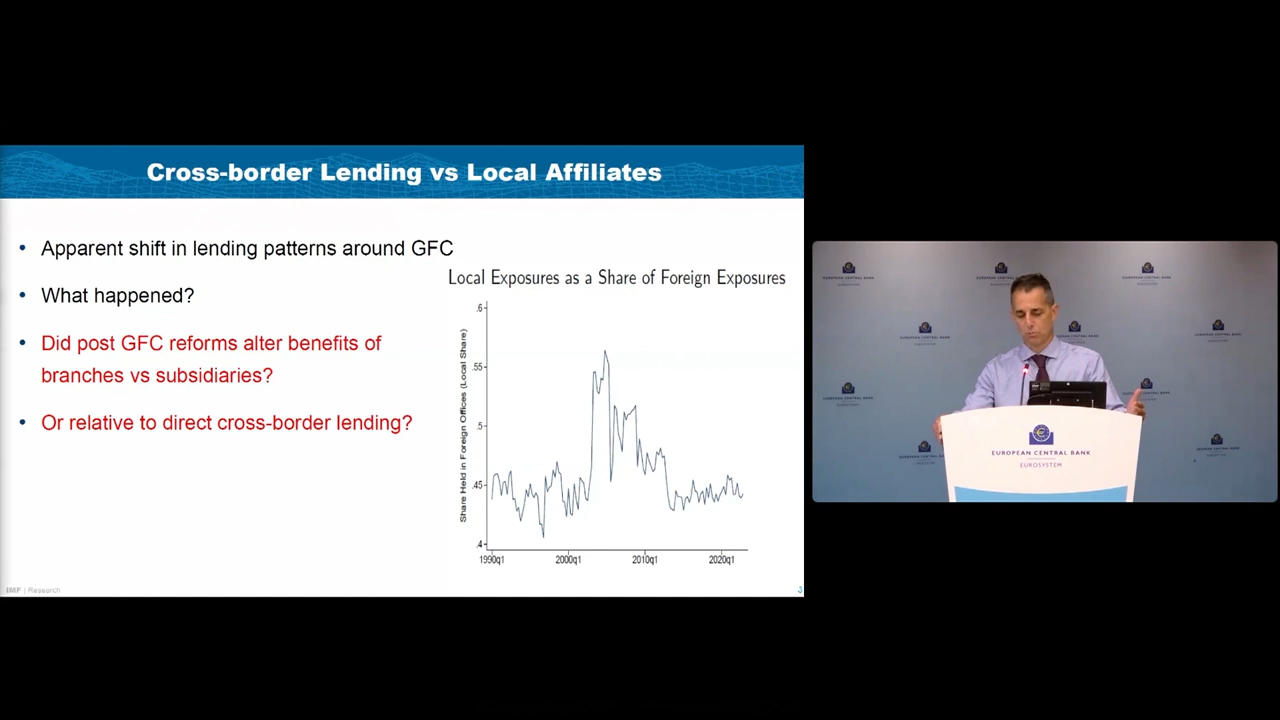 Cross-border Lending vs Local Affiliates
• Apparent shift in lending patterns around GFC
• What happened?
• Did post GFC reforms alter benefits of
branches vs subsidiaries?
• Or relative to direct cross-border lending?
Local Exposures as a Share of Foreign Exposures
Share Held in Foreign Offices (Local Share)
.6
.55
.5
.45
.4
1990q1 2000q1 2010q1 2020q1
IMF | Research
3
EUROPEAN CENTRAL BANK
EUROSYSTEM